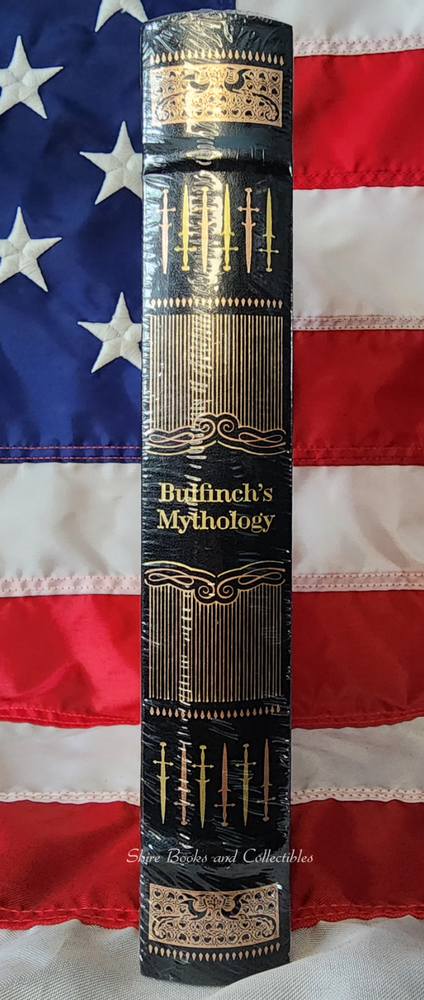 Bulfinch's
Mythology
Shire Books and Collectibles